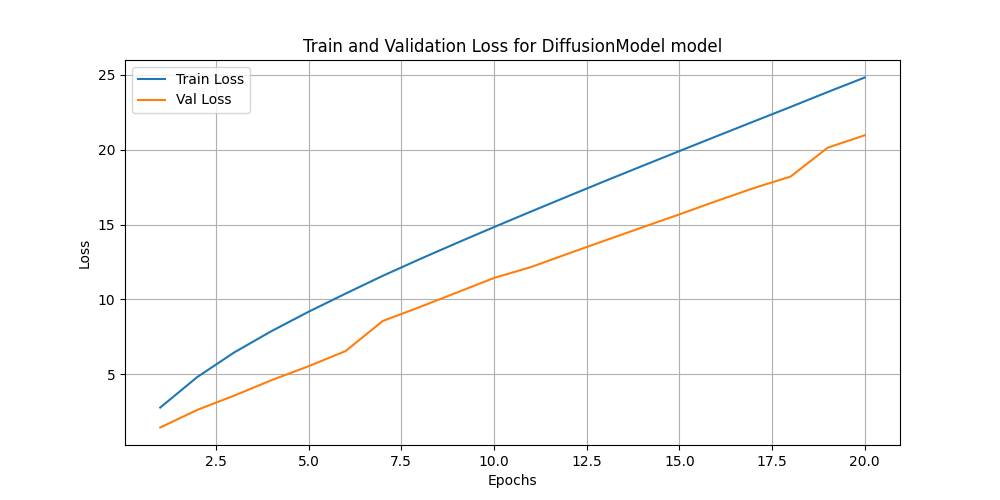 Train and Validation Loss for DiffusionModel model
Train Loss
Val Loss
25
20
15
10
5
Loss
2.5 5.0 7.5 10.0 12.5 15.0 17.5 20.0
Epochs